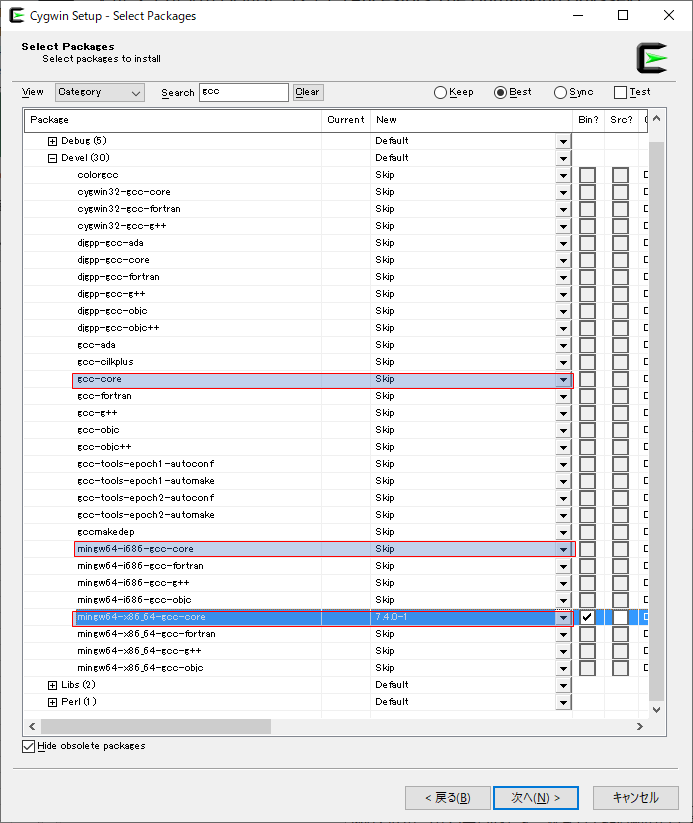 Cygwin Setup - Select Packages
Select Packages
Select packages to install
View Category Search gcc Clear Keep Best Sync Test
Package Current New Bin? Src?
Debug (5) Default
Devel (30) Default
colorgcc Skip
cygwin32-gcc-core Skip
cygwin32-gcc-fortran Skip
cygwin32-gcc-g++ Skip
djgpp-gcc-ada Skip
djgpp-gcc-core Skip
djgpp-gcc-fortran Skip
djgpp-gcc-g++ Skip
djgpp-gcc-objc Skip
djgpp-gcc-objc++ Skip
gcc-ada Skip
gcc-cilkplus Skip
gcc-core Skip
gcc-fortran Skip
gcc-g++ Skip
gcc-objc Skip
gcc-objc++ Skip
gcc-tools-epoch1-autoconf Skip
gcc-tools-epoch1-automake Skip
gcc-tools-epoch2-autoconf Skip
gcc-tools-epoch2-automake Skip
gccmakedep Skip
mingw64-i686-gcc-core Skip
mingw64-i686-gcc-fortran Skip
mingw64-i686-gcc-g++ Skip
mingw64-i686-gcc-objc Skip
mingw64-x86_64-gcc-core 7.4.0-1
mingw64-x86_64-gcc-fortran Skip
mingw64-x86_64-gcc-g++ Skip
mingw64-x86_64-gcc-objc Skip
Libs (2) Default
Perl (1) Default
Hide obsolete packages
< 戻る(B) 次へ(N) > キャンセル